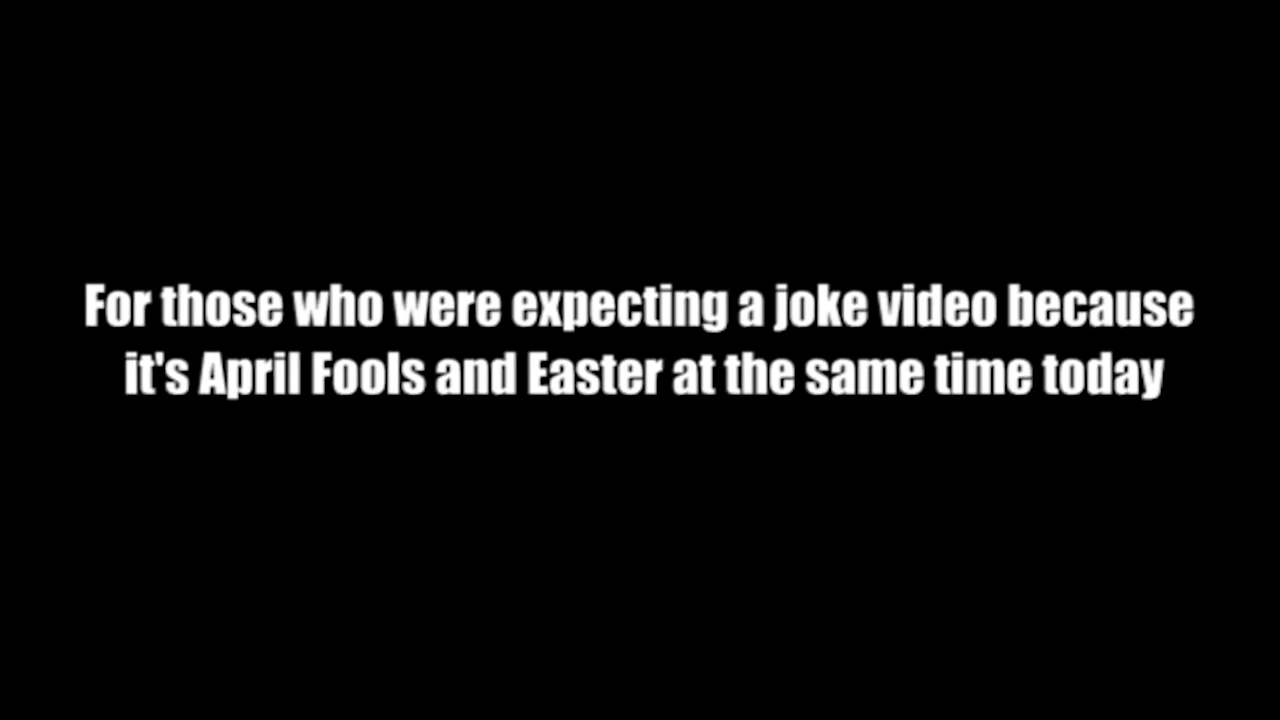 For those who were expecting a joke video because
it's April Fools and Easter at the same time today